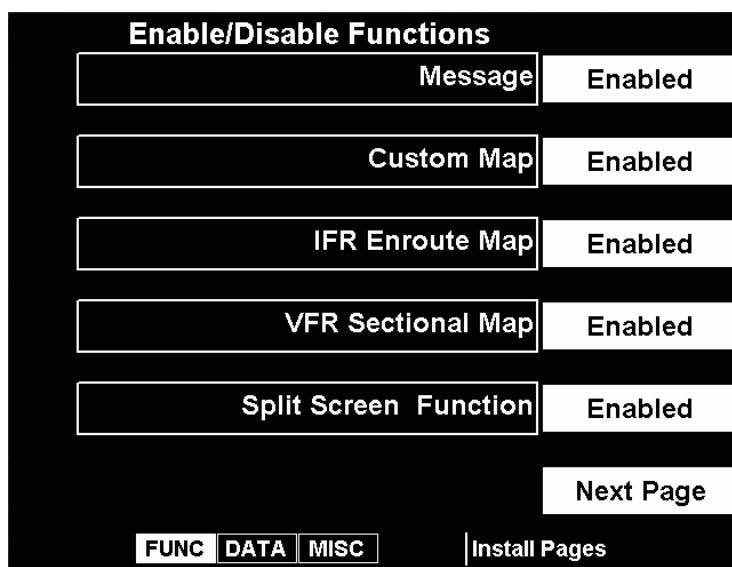 Enable/Disable Functions
Message Enabled
Custom Map Enabled
IFR Enroute Map Enabled
VFR Sectional Map Enabled
Split Screen Function Enabled
Next Page
FUNC DATA MISC Install Pages